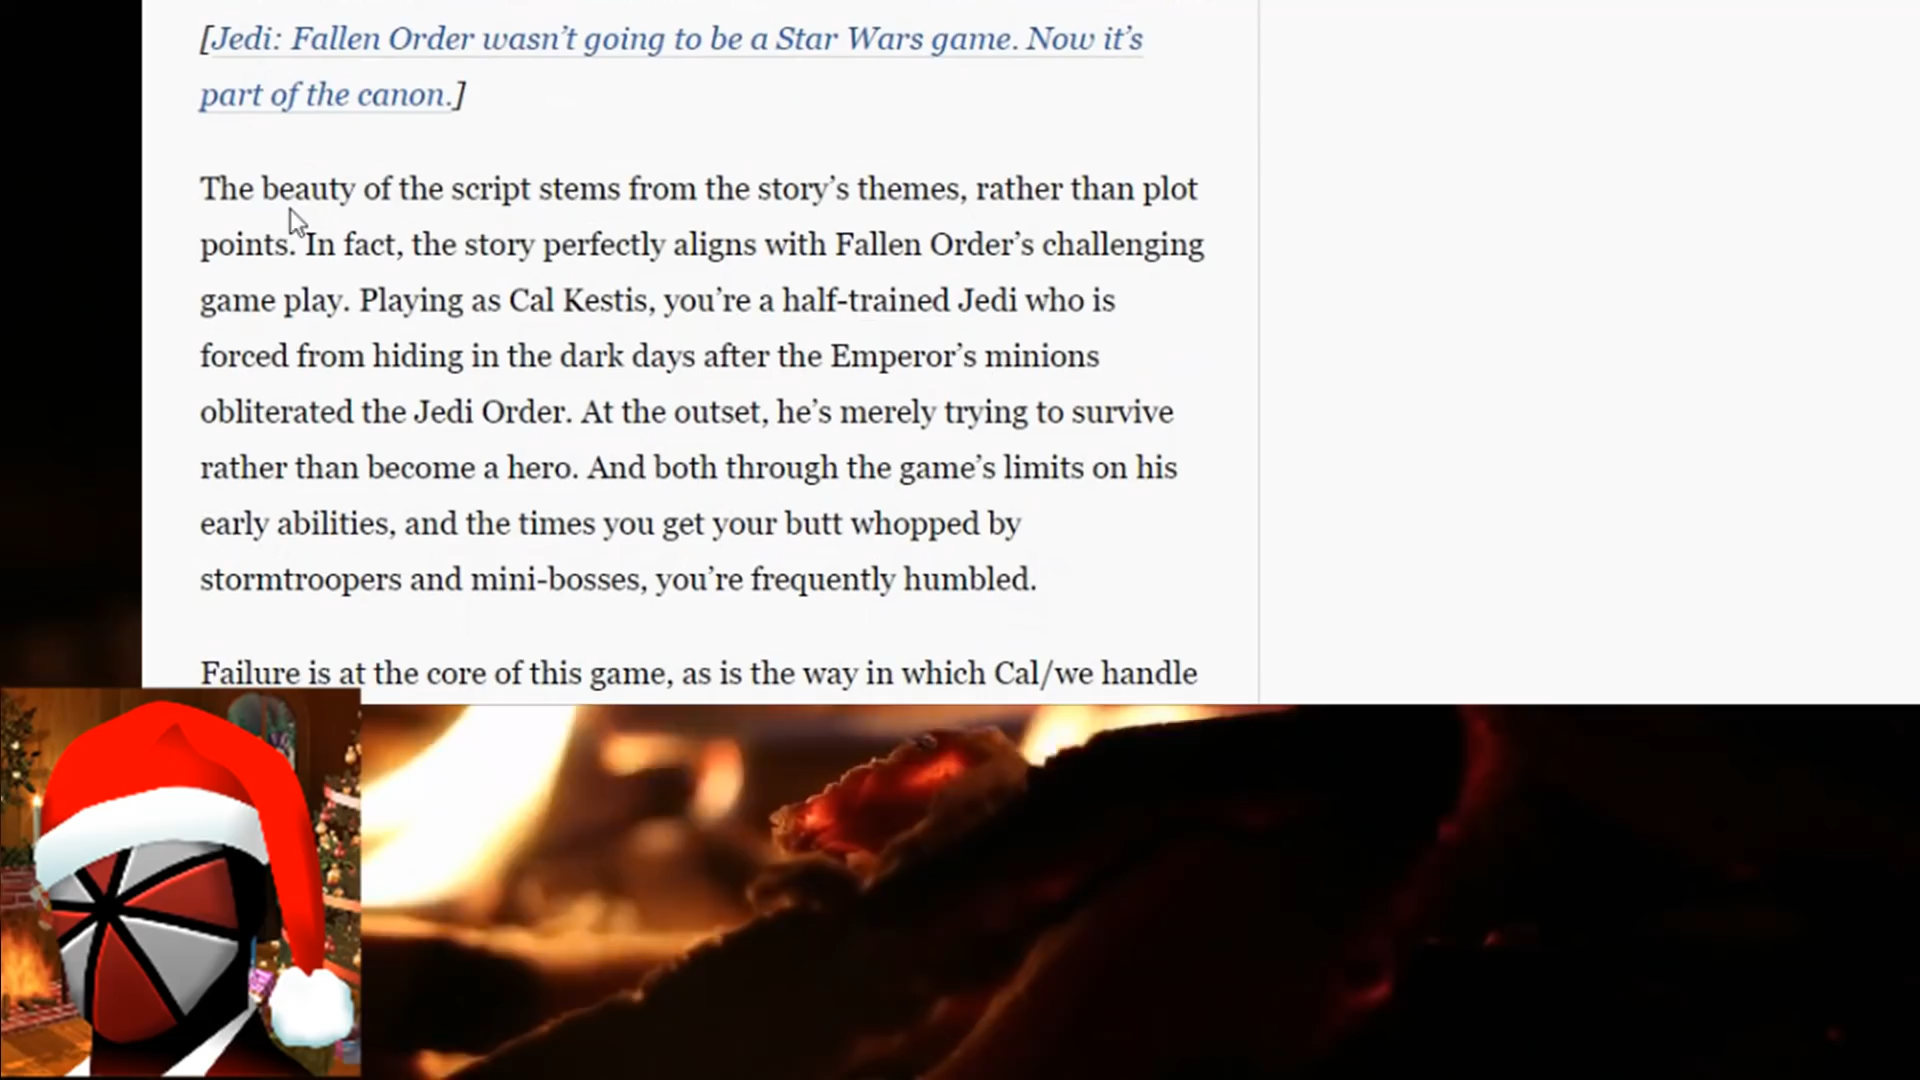 [Jedi: Fallen Order wasn’t going to be a Star Wars game. Now it’s
part of the canon.]
The beauty of the script stems from the story’s themes, rather than plot
points. In fact, the story perfectly aligns with Fallen Order’s challenging
game play. Playing as Cal Kestis, you’re a half-trained Jedi who is
forced from hiding in the dark days after the Emperor’s minions
obliterated the Jedi Order. At the outset, he’s merely trying to survive
rather than become a hero. And both through the game’s limits on his
early abilities, and the times you get your butt whopped by
stormtroopers and mini-bosses, you’re frequently humbled.
Failure is at the core of this game, as is the way in which Cal/we handle